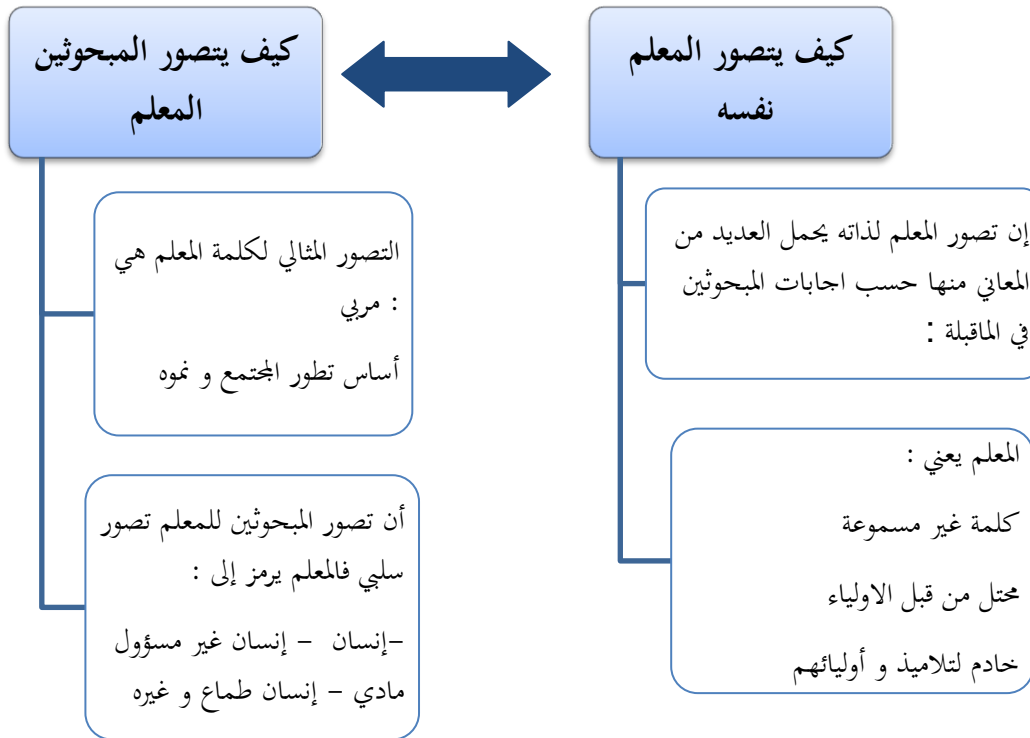 كيف يتصور المعلم
نفسه
إن تصور المعلم لذاته يحمل العديد من
المعاني منها حسب اجابات المبحوثين
في الماقبلة :
المعلم يعني :
كلمة غير مسموعة
محتل من قبل الاولياء
خادم لتلاميذ و أوليائهم
كيف يتصور المبحوثين
المعلم
التصور المثالي لكلمة المعلم هي
: مربي
أساس تطور المجتمع و نموه
أن تصور المبحوثين للمعلم تصور
سلبي فالمعلم يرمز إلى :
–إنسان – إنسان غير مسؤول
مادي – إنسان طماع و غيره